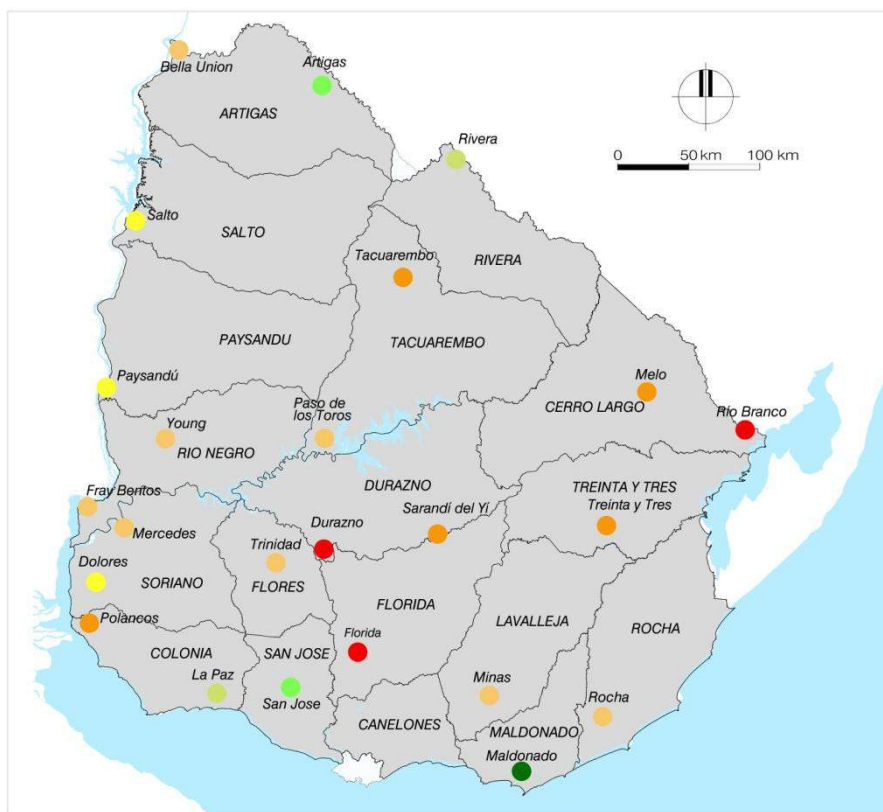 Bella Union
Artigas
ARTIGAS
Rivera
0 50 km 100 km
Salto
SALTO
Tacuarembo
RIVERA
PAYSANDU
TACUAREMBO
Paysandú
Melo
CERRO LARGO
Paso de
los Toros
Río Branco
Young
RIO NEGRO
DURAZNO
TREINTA Y TRES
Treinta y Tres
Fray Bentos
Sarandí del Yí
Mercedes
Durazno
Trinidad
Dolores
SORIANO
FLORES
FLORIDA
LAVALLEJA
ROCHA
Polancos
COLONIA
SAN JOSE
Florida
La Paz
San Jose
Minas
Rocha
CANELONES
MALDONADO
Maldonado